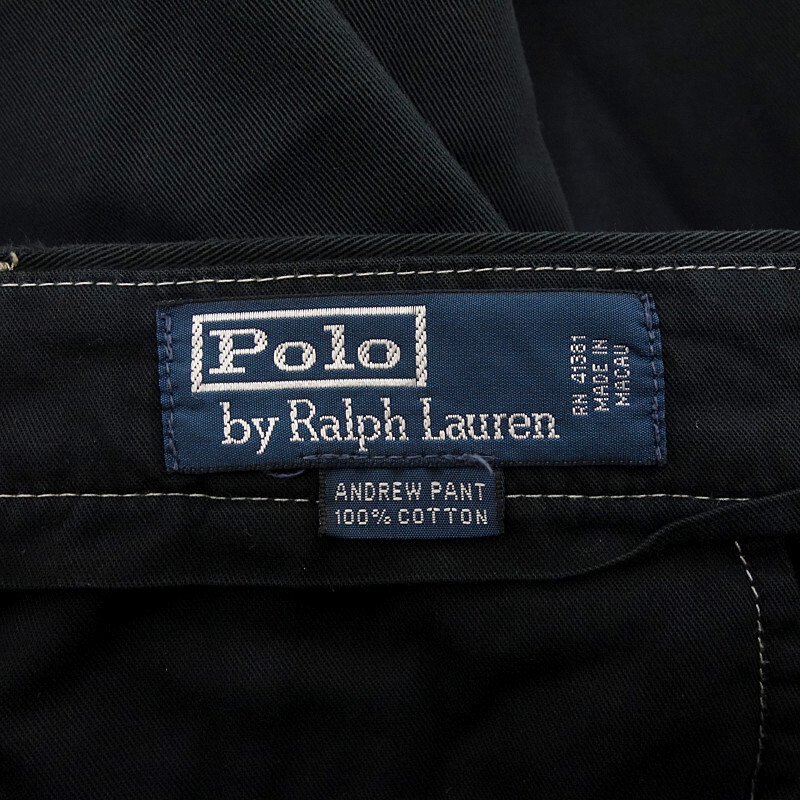 Polo
by Ralph Lauren
RN 41381
MADE IN
MACAU
ANDREW PANT
100% COTTON